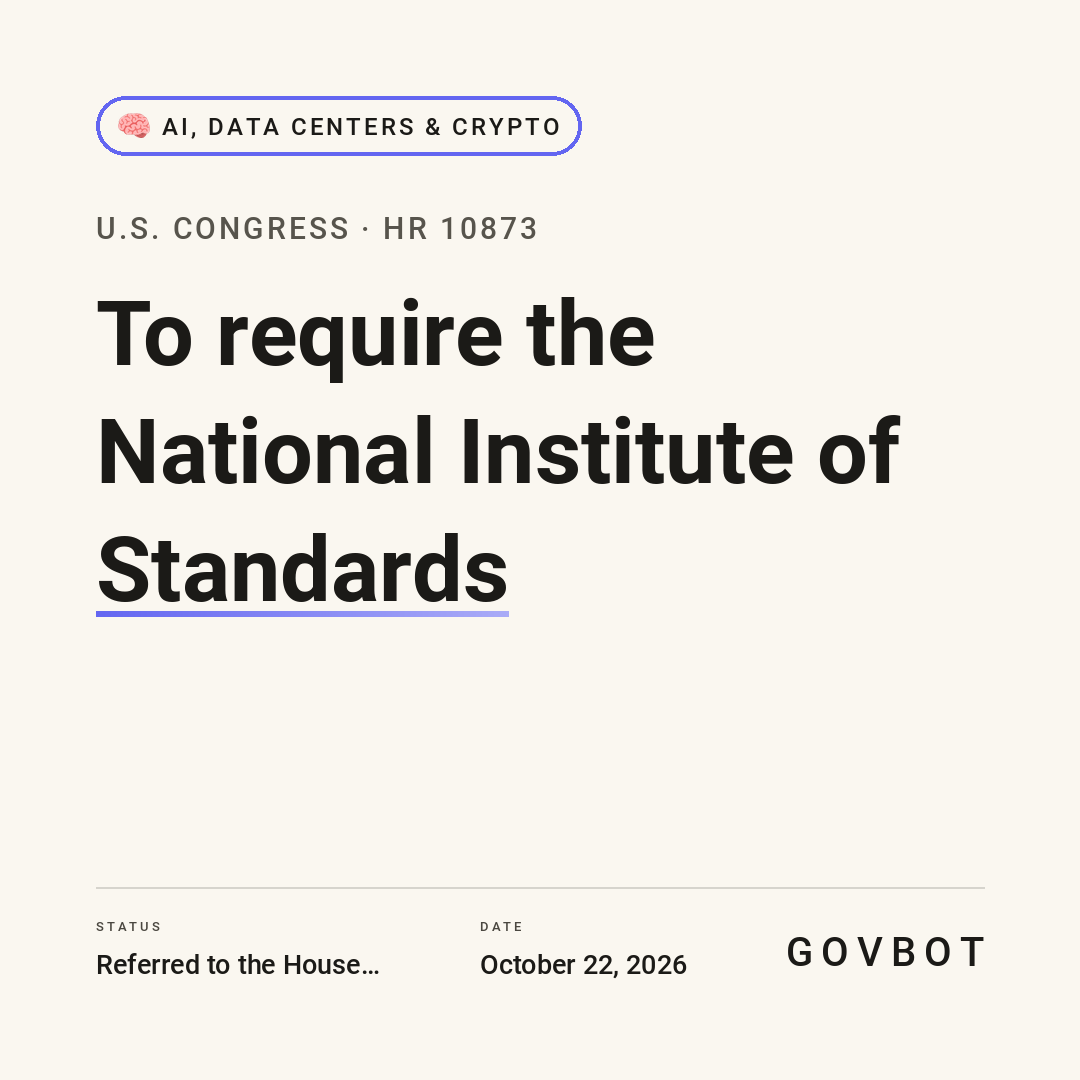 🧠 AI, DATA CENTERS & CRYPTO
U.S. CONGRESS · HR 10873
To require the
National Institute of
Standards
STATUS
Referred to the House…
DATE
October 22, 2026
GOVBOT